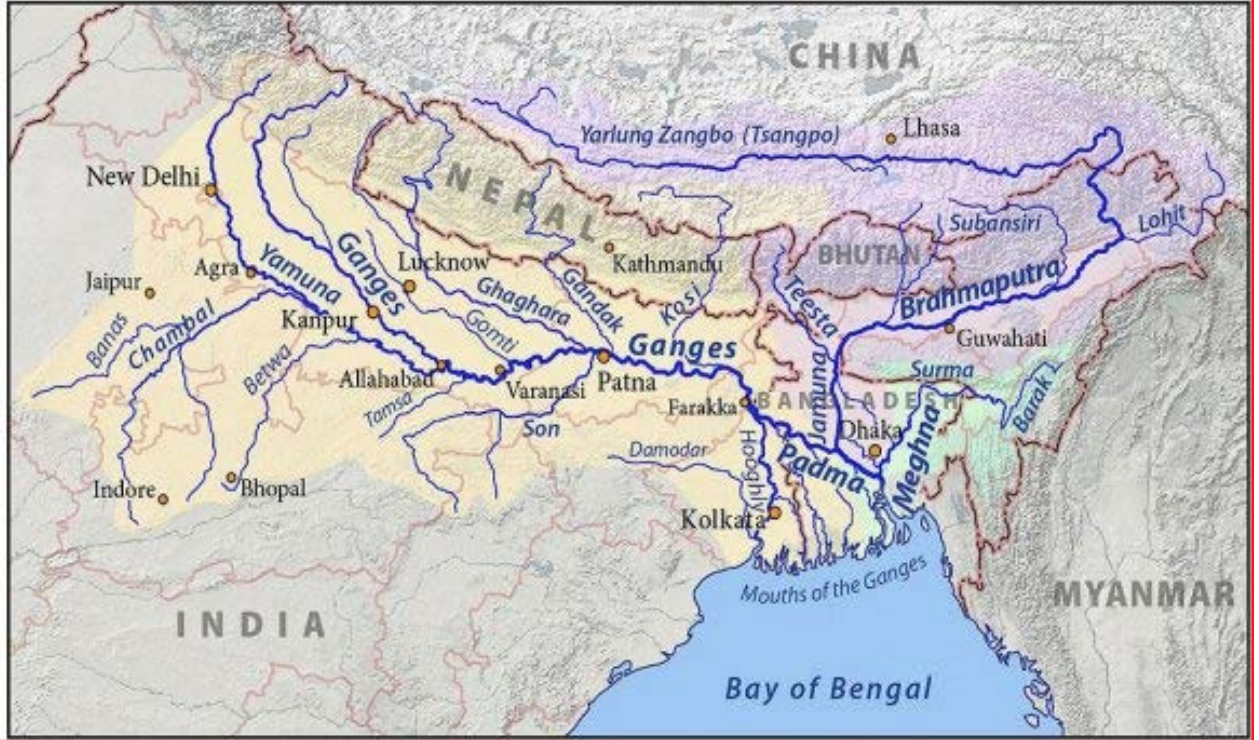 CHINA
Yarlung Zangbo (Tsangpo)
Lhasa
New Delhi
NEPAL
Subansiri
Lohit
BHUTAN
Ganges
Lucknow
Kathmandu
Agra
Yamuna
Jaipur
Ghaghara
Gandak
Kosi
Teesta
Brahmaputra
Kanpur
Gomti
Ganges
Guwahati
Banas
Chambal
Betwa
Allahabad
Varanasi
Patna
Jamuna
Surma
Tamsa
Farakka
BANGLADESH
Barak
Son
Dhaka
Meghna
Damodar
Hooghly
Padma
Indore
Bhopal
Kolkata
Mouths of the Ganges
INDIA
MYANMAR
Bay of Bengal